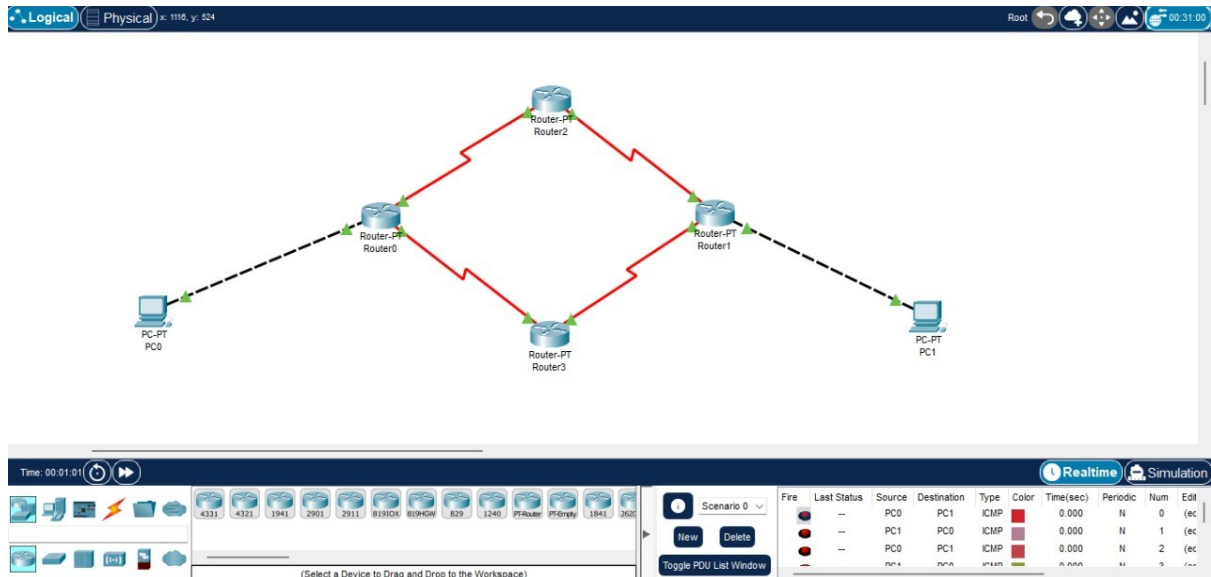 Logical Physical x: 1116, y: 524 Root 00:31:00
Router-PT
Router2
Router-PT
Router0
Router-PT
Router1
PC-PT
PC0
Router-PT
Router3
PC-PT
PC1
Time: 00:01:01 Realtime Simulation
4331 4321 1941 2901 2911 819IOX 819HGW 829 1240 PT-Router PT-Empty 1841
(Select a Device to Drag and Drop to the Workspace)
Scenario 0
New Delete
Toggle PDU List Window
Fire Last Status Source Destination Type Color Time(sec) Periodic Num Edit
-- PC0 PC1 ICMP 0.000 N 0 (ec
-- PC1 PC0 ICMP 0.000 N 1 (ec
-- PC0 PC1 ICMP 0.000 N 2 (ec